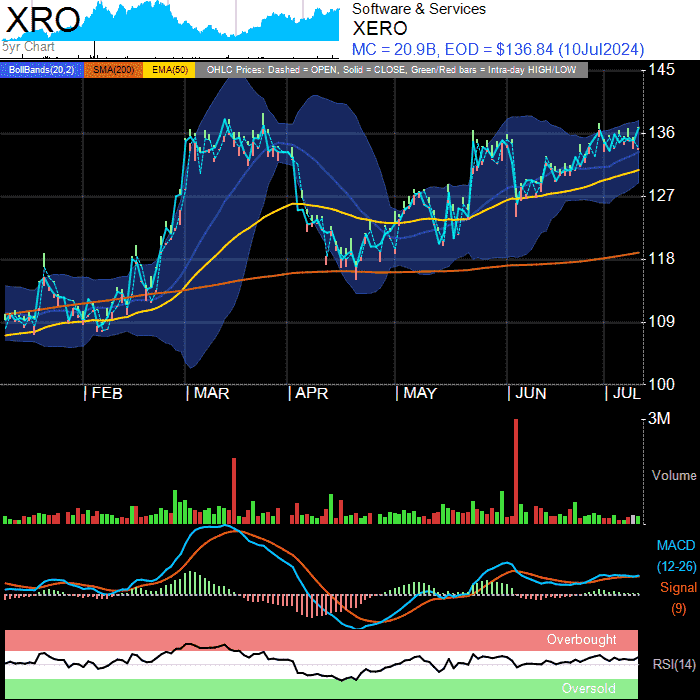 XRO
5yr Chart
Software & Services
XERO
MC = 20.9B, EOD = $136.84 (10Jul2024)
BollBands(20,2) SMA(200) EMA(50) OHLC Prices: Dashed = OPEN, Solid = CLOSE, Green/Red bars = Intra-day HIGH/LOW
145
136
127
118
109
100
FEB MAR APR MAY JUN JUL
3M
Volume
MACD
(12-26)
Signal
(9)
Overbought
RSI(14)
Oversold